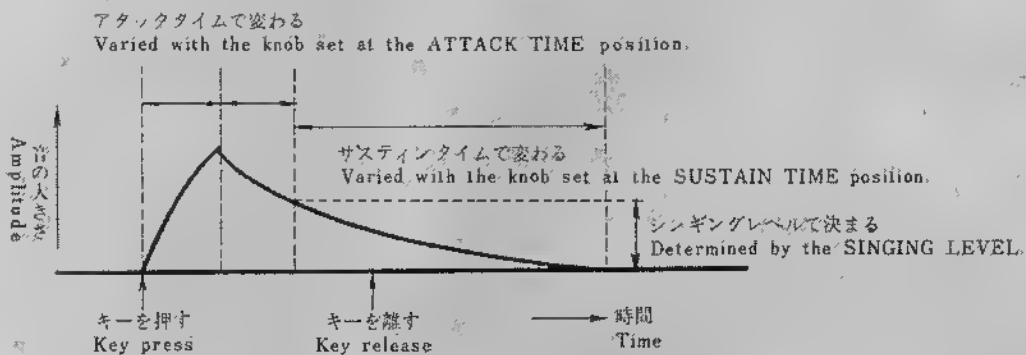 アタックタイムで変わる
Varied with the knob set at the ATTACK TIME position.
音の大きさ
Amplitude
サスティンタイムで変わる
Varied with the knob set at the SUSTAIN TIME position.
シンギングレベルで決まる
Determined by the SINGING LEVEL.
キーを押す
Key press
キーを離す
Key release
時間
Time